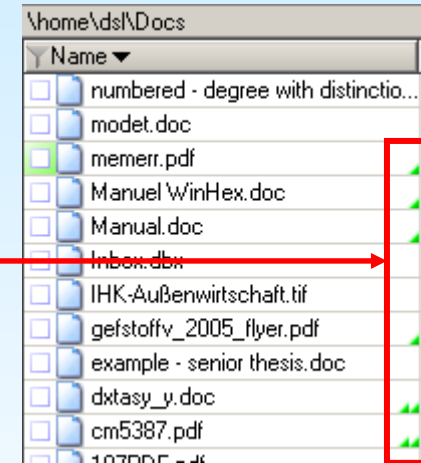 \home\dsl\Docs
Name
numbered - degree with distinctio...
modet.doc
memerr.pdf
Manuel WinHex.doc
Manual.doc
Inbox.dbx
IHK-Außenwirtschaft.tif
gefstoffv_2005_flyer.pdf
example - senior thesis.doc
dxtasy_y.doc
cm5387.pdf